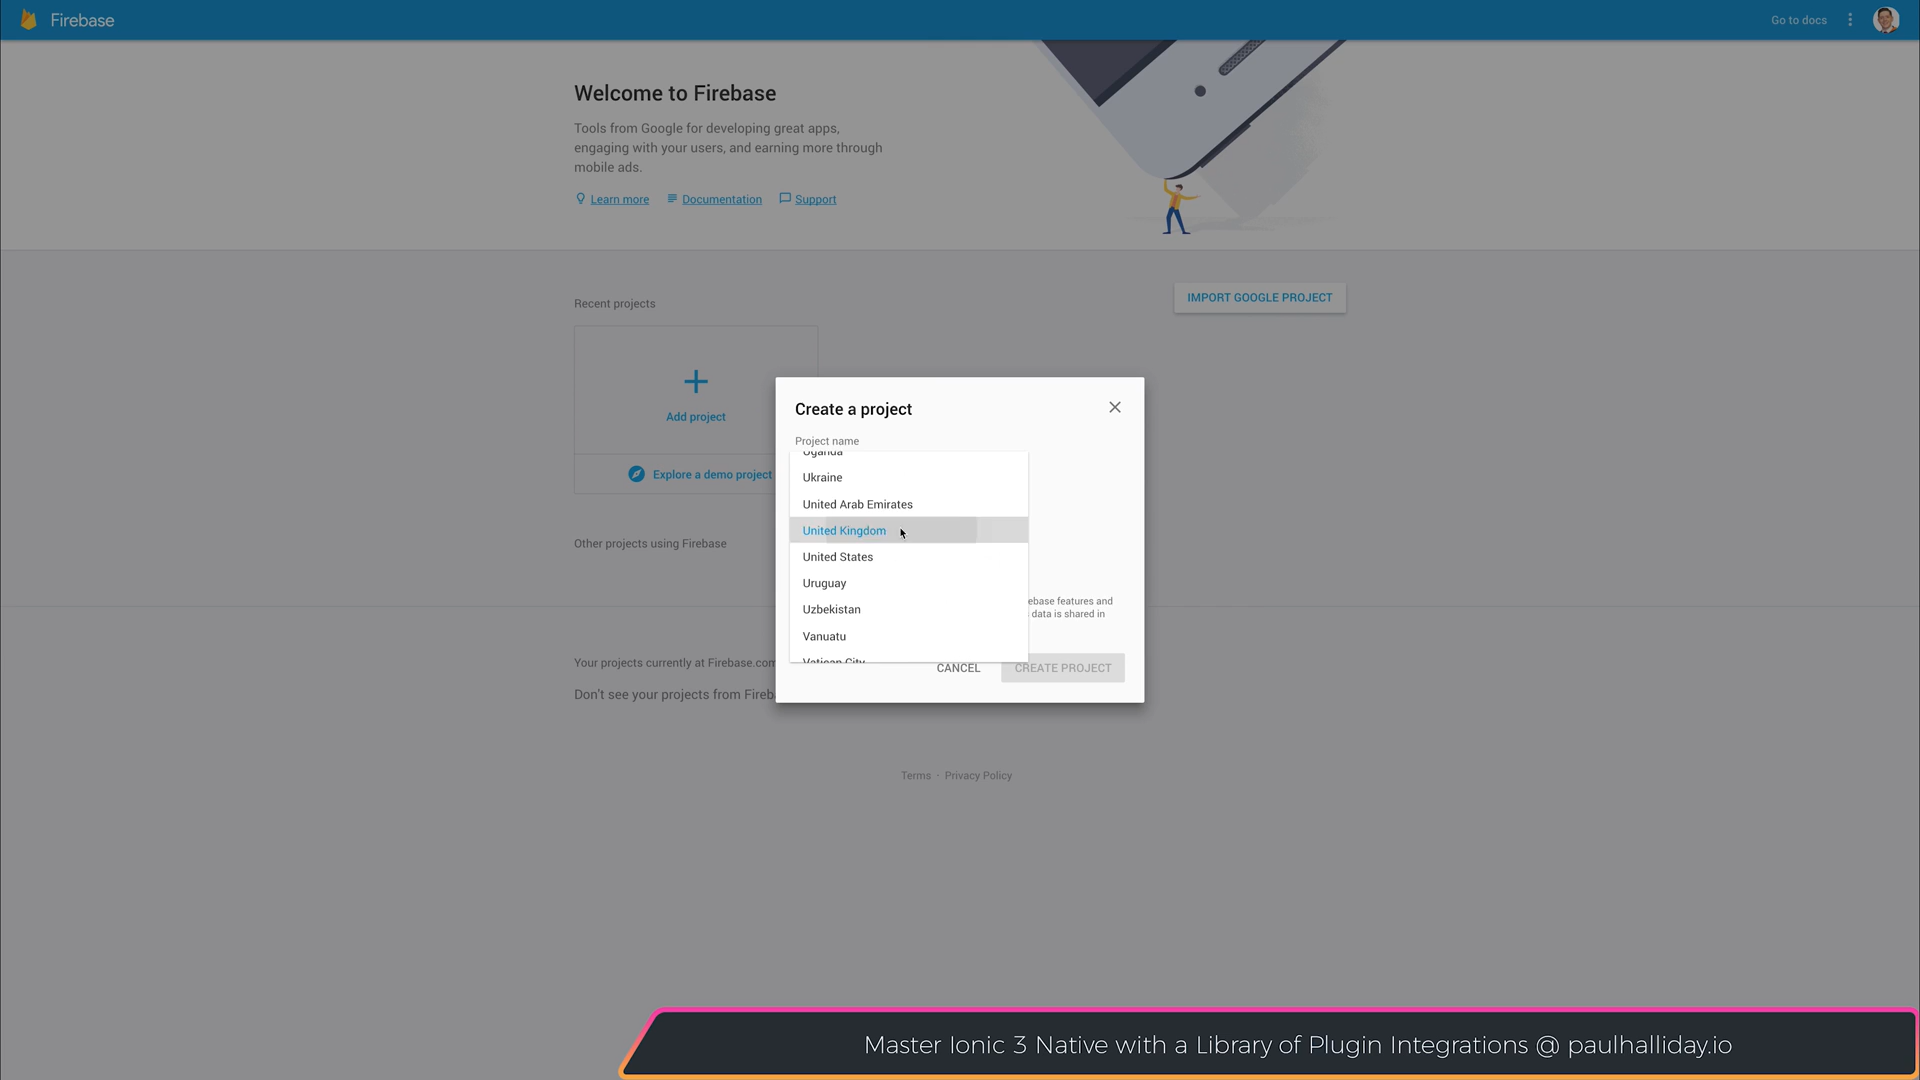 Firebase
Go to docs
Welcome to Firebase
Tools from Google for developing great apps,
engaging with your users, and earning more through
mobile ads.
Learn more
Documentation
Support
Recent projects
IMPORT GOOGLE PROJECT
Add project
Explore a demo project
Other projects using Firebase
Create a project
Project name
Uganda
Ukraine
United Arab Emirates
United Kingdom
United States
Uruguay
Uzbekistan
Vanuatu
Vatican City
ebase features and
data is shared in
CANCEL
CREATE PROJECT
Your projects currently at Firebase.com
Don't see your projects from Fireb
Terms · Privacy Policy
Master Ionic 3 Native with a Library of Plugin Integrations @ paulhalliday.io